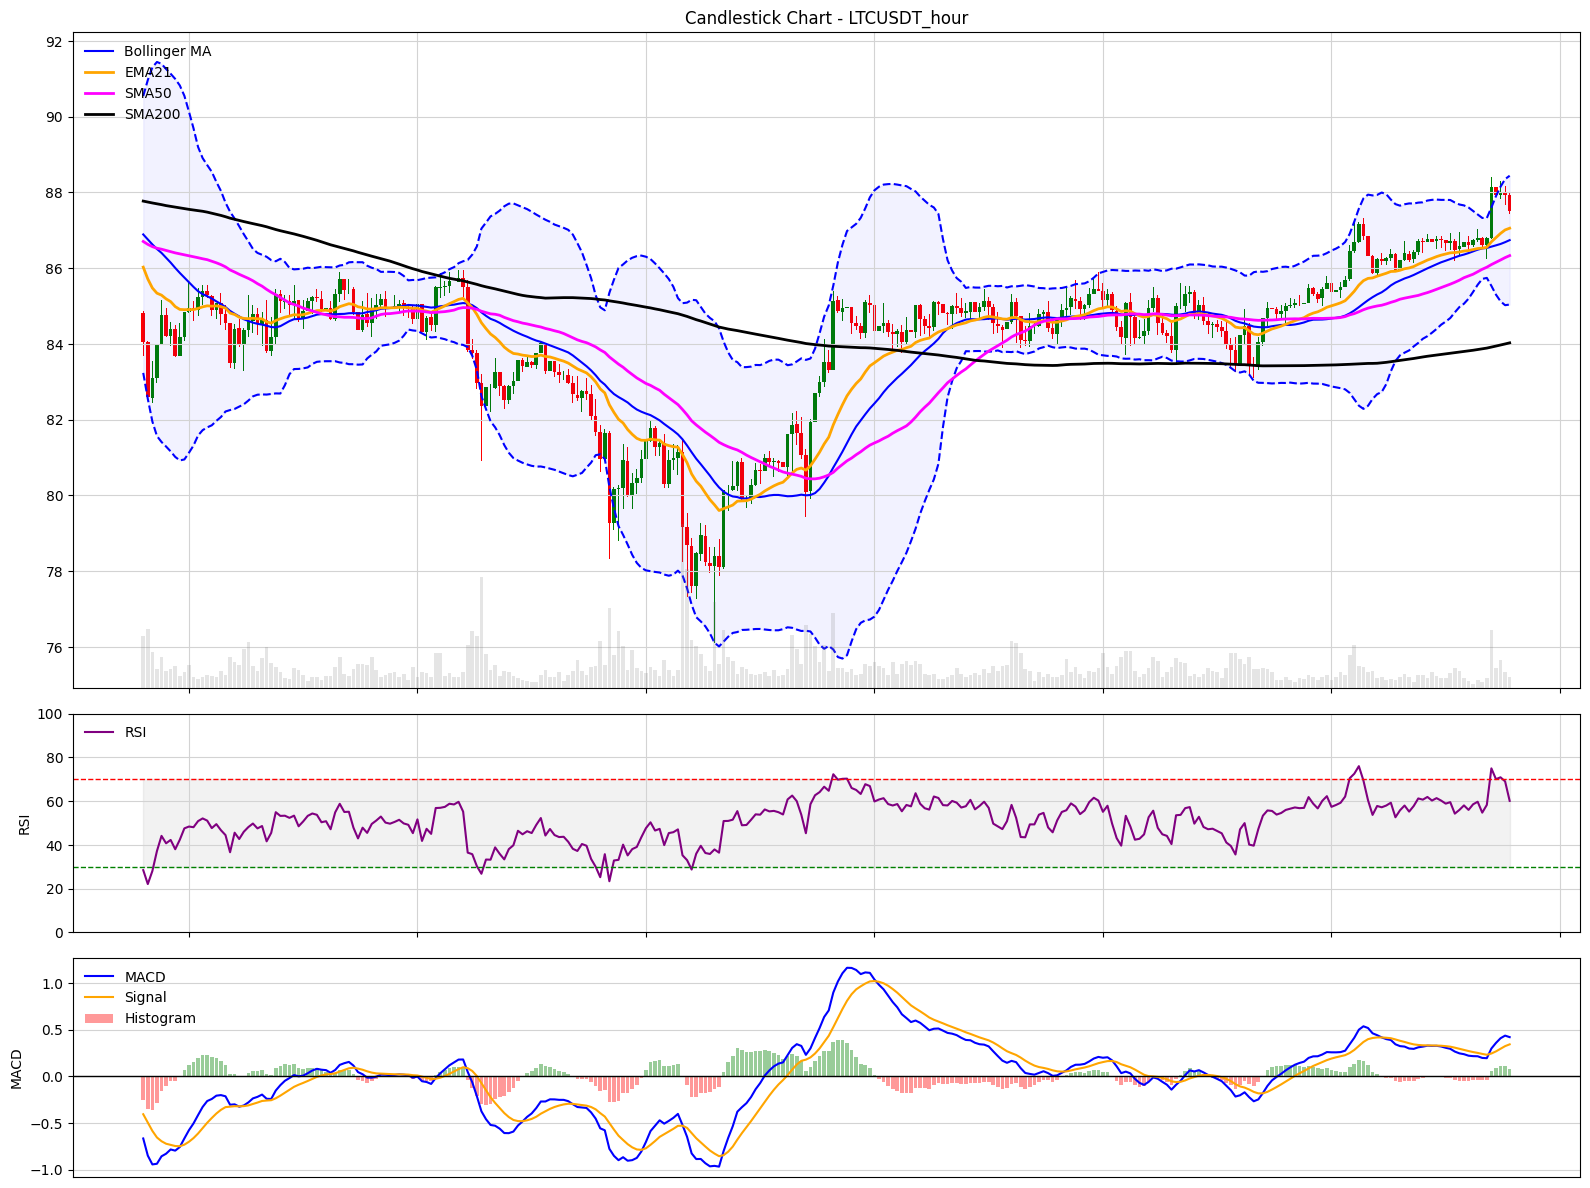 Candlestick Chart - LTCUSDT_hour
92
90
88
86
84
82
80
78
76
Bollinger MA
EMA21
SMA50
SMA200
100
80
60
40
20
0
RSI
RSI
1.0
0.5
0.0
−0.5
−1.0
MACD
MACD
Signal
Histogram